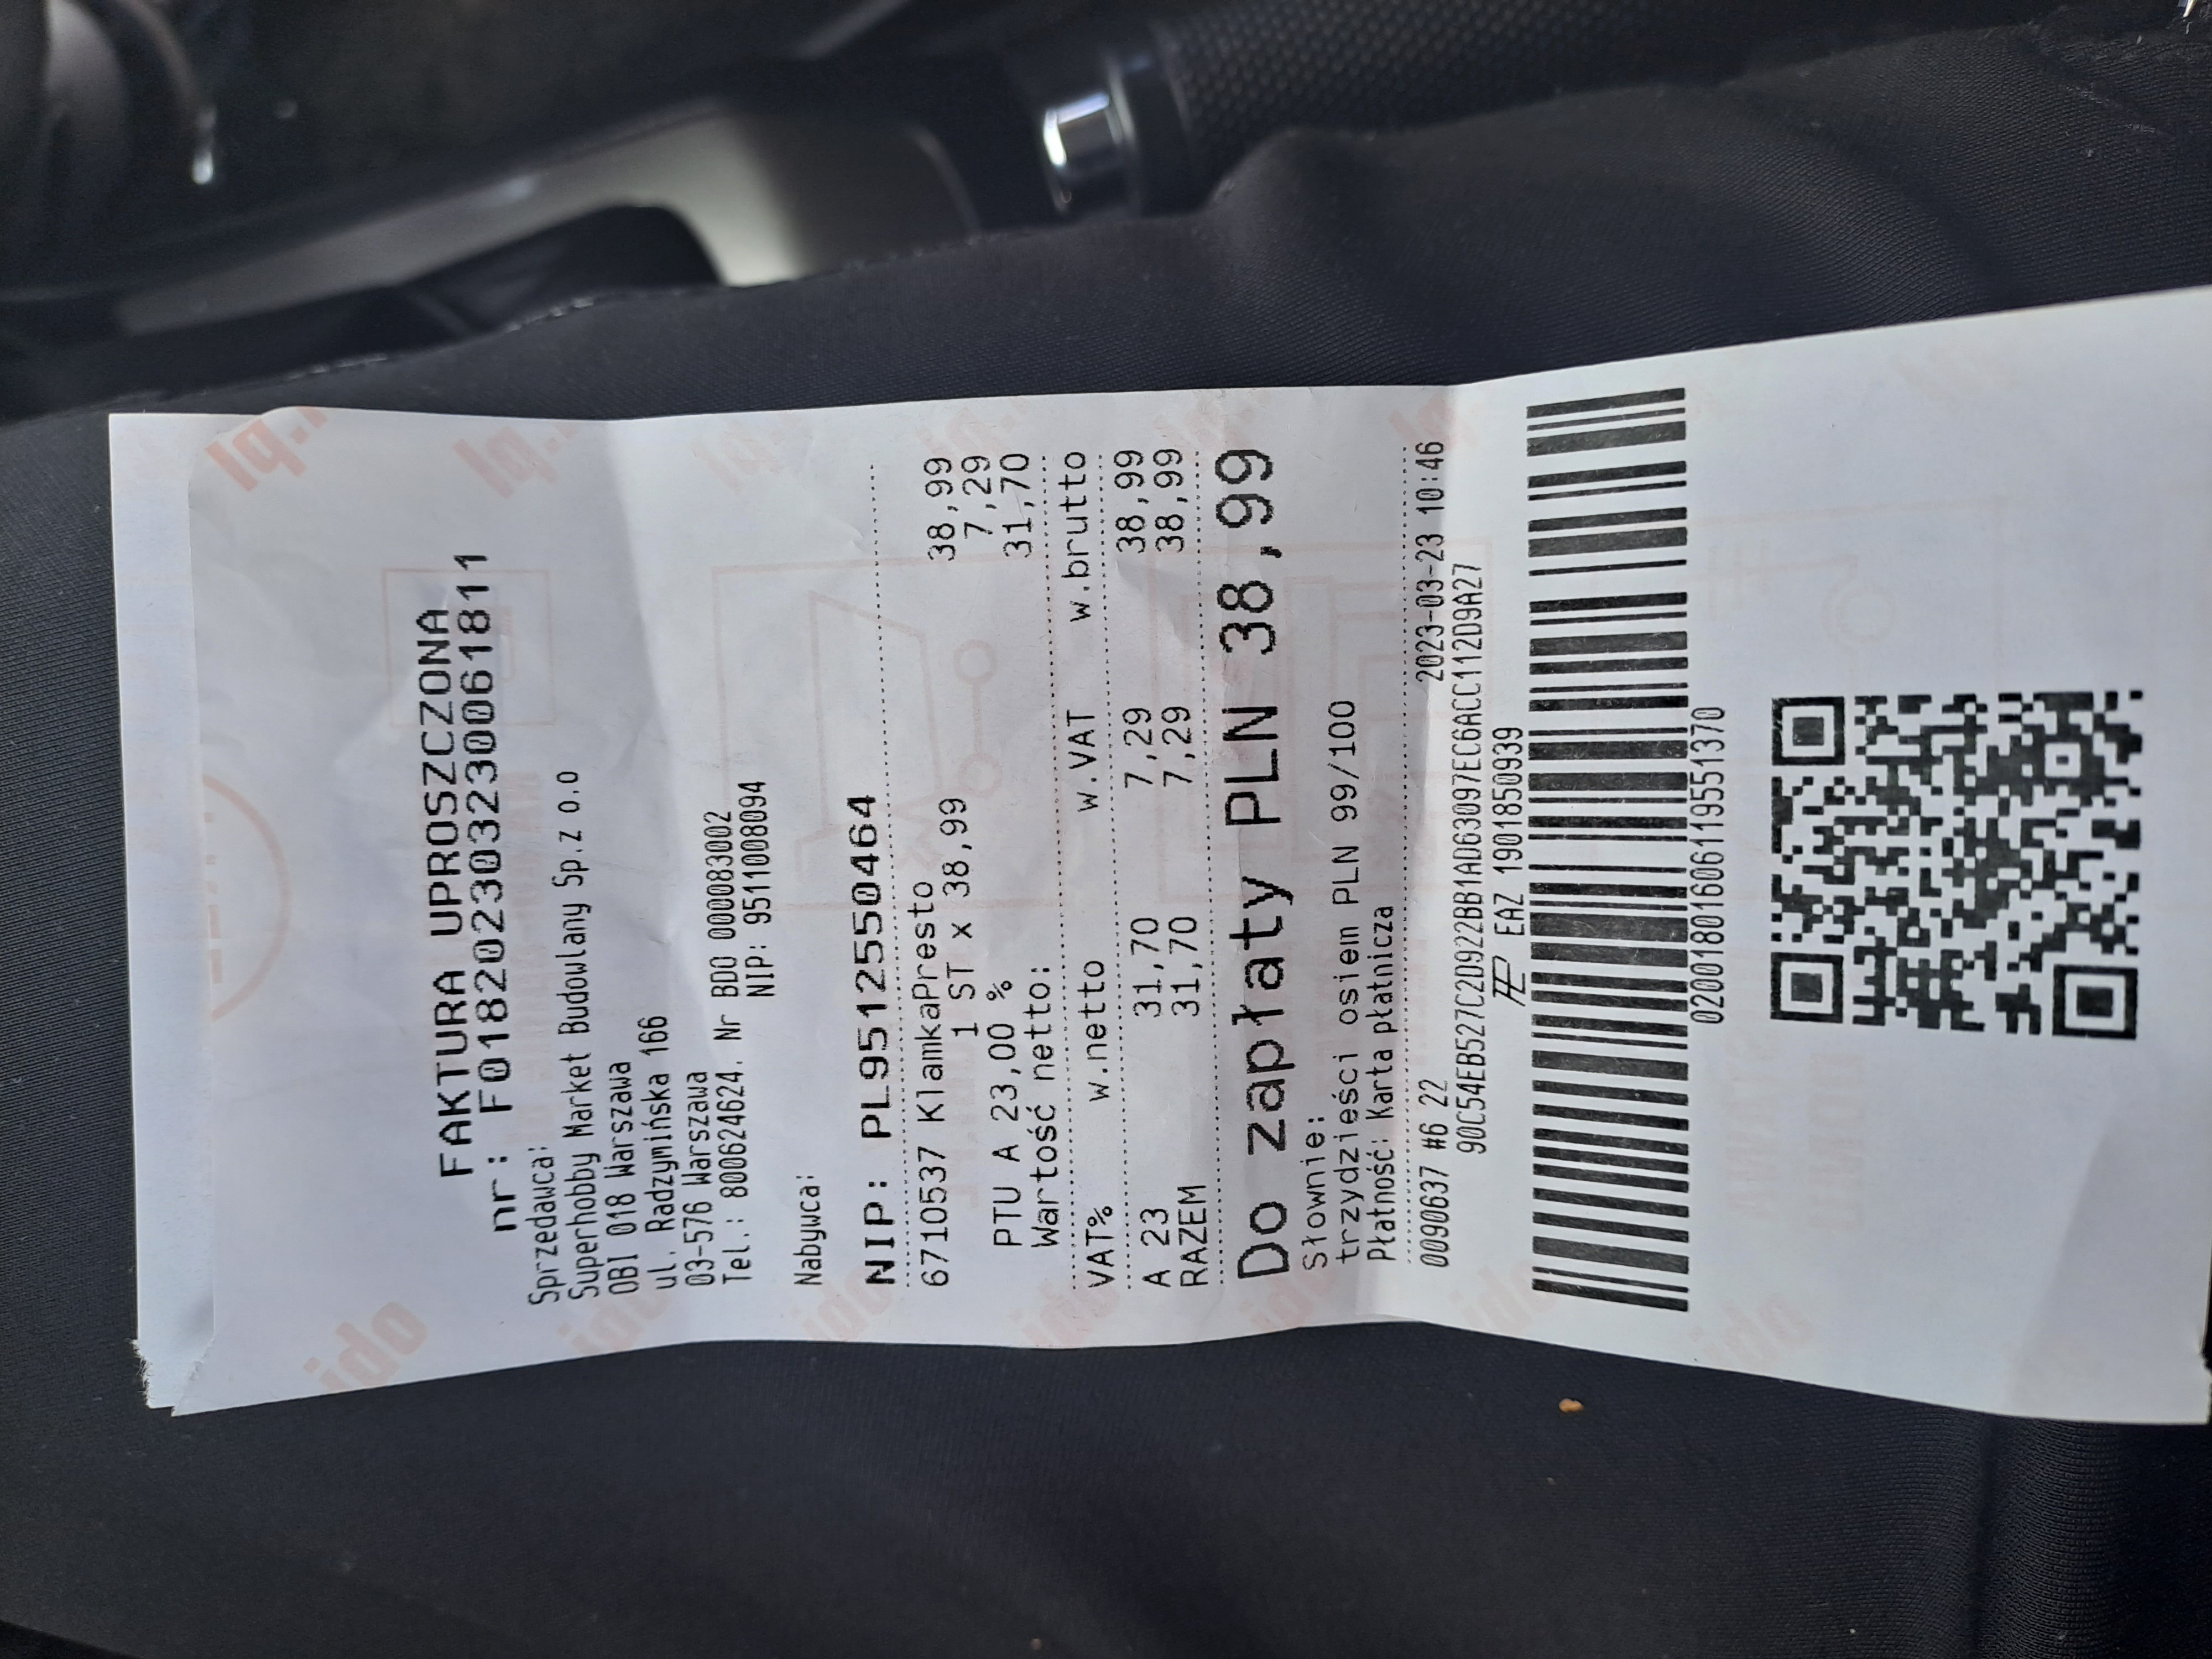 FAKTURA UPROSZCZONA
nr: F018202303230061811
Sprzedawca:
Superhobby Market Budowlany Sp.z o.o
OBI 018 Warszawa
ul. Radzymińska 166
03-576 Warszawa
Tel.: 800624624. Nr BDO 000083002
NIP: 9511008094
Nabywca:
NIP: PL9512550464
6710537 KlamkaPresto
1 ST x 38,99 38,99
PTU A 23,00 % 7,29
Wartość netto: 31,70
VAT% w.netto w.VAT w.brutto
A 23 31,70 7,29 38,99
RAZEM 31,70 7,29 38,99
Do zapłaty PLN 38,99
Słownie:
trzydzieści osiem PLN 99/100
Płatność: Karta płatnicza
0090637 #6 22 2023-03-23 10:46
90C54EB527C2D922BB1AD63097EC6ACC112D9A27
EAZ 1901850939
02001801606119551370